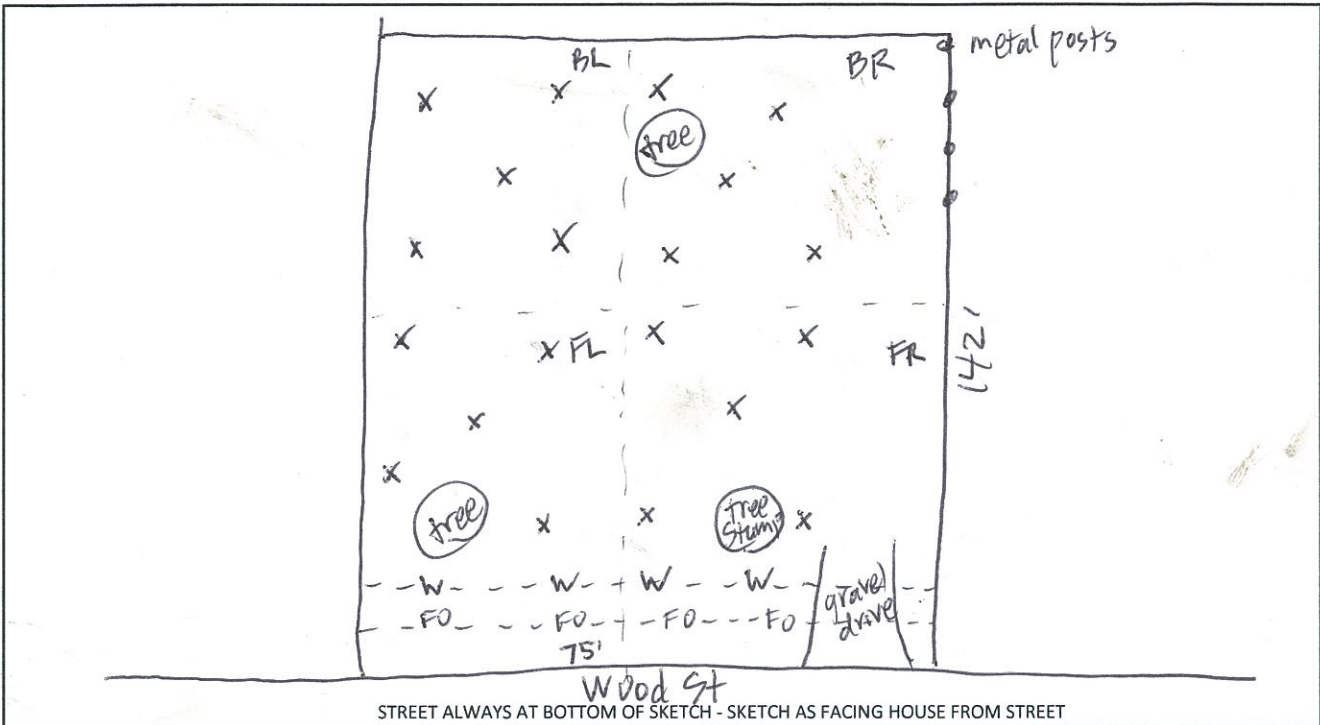 metal posts
BL BR
X X X X
tree
X X
X X X X
X X FL X X FR
142'
X X
X
tree X X tree Stump X
W W W W
gravel drive
FO FO FO FO
75'
Wood St
STREET ALWAYS AT BOTTOM OF SKETCH - SKETCH AS FACING HOUSE FROM STREET